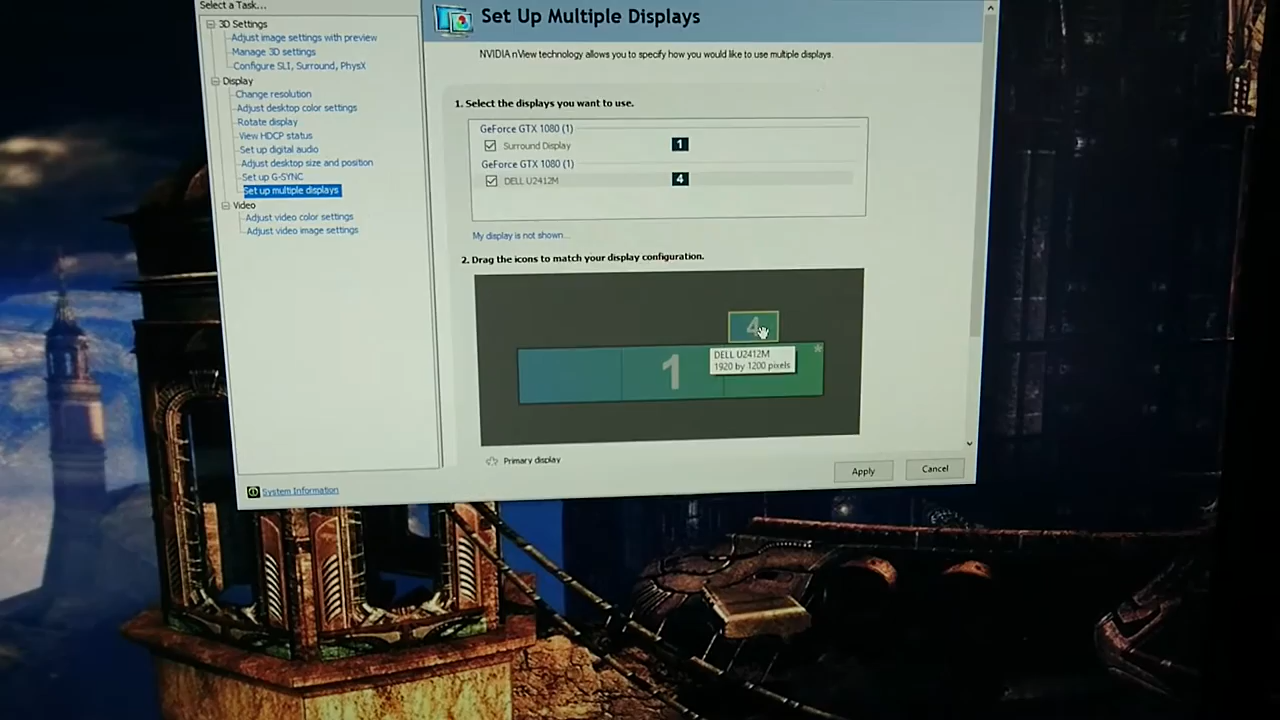 Select a Task...
3D Settings
Adjust image settings with preview
Manage 3D settings
Configure SLI, Surround, PhysX
Display
Change resolution
Adjust desktop color settings
Rotate display
View HDCP status
Set up digital audio
Adjust desktop size and position
Set up G-SYNC
Set up multiple displays
Video
Adjust video color settings
Adjust video image settings
System Information
Set Up Multiple Displays
NVIDIA nView technology allows you to specify how you would like to use multiple displays.
1. Select the displays you want to use.
GeForce GTX 1080 (1)
Surround Display 1
GeForce GTX 1080 (1)
DELL U2412M 4
My display is not shown...
2. Drag the icons to match your display configuration.
4
1
DELL U2412M
1920 by 1200 pixels
Primary display
Apply Cancel